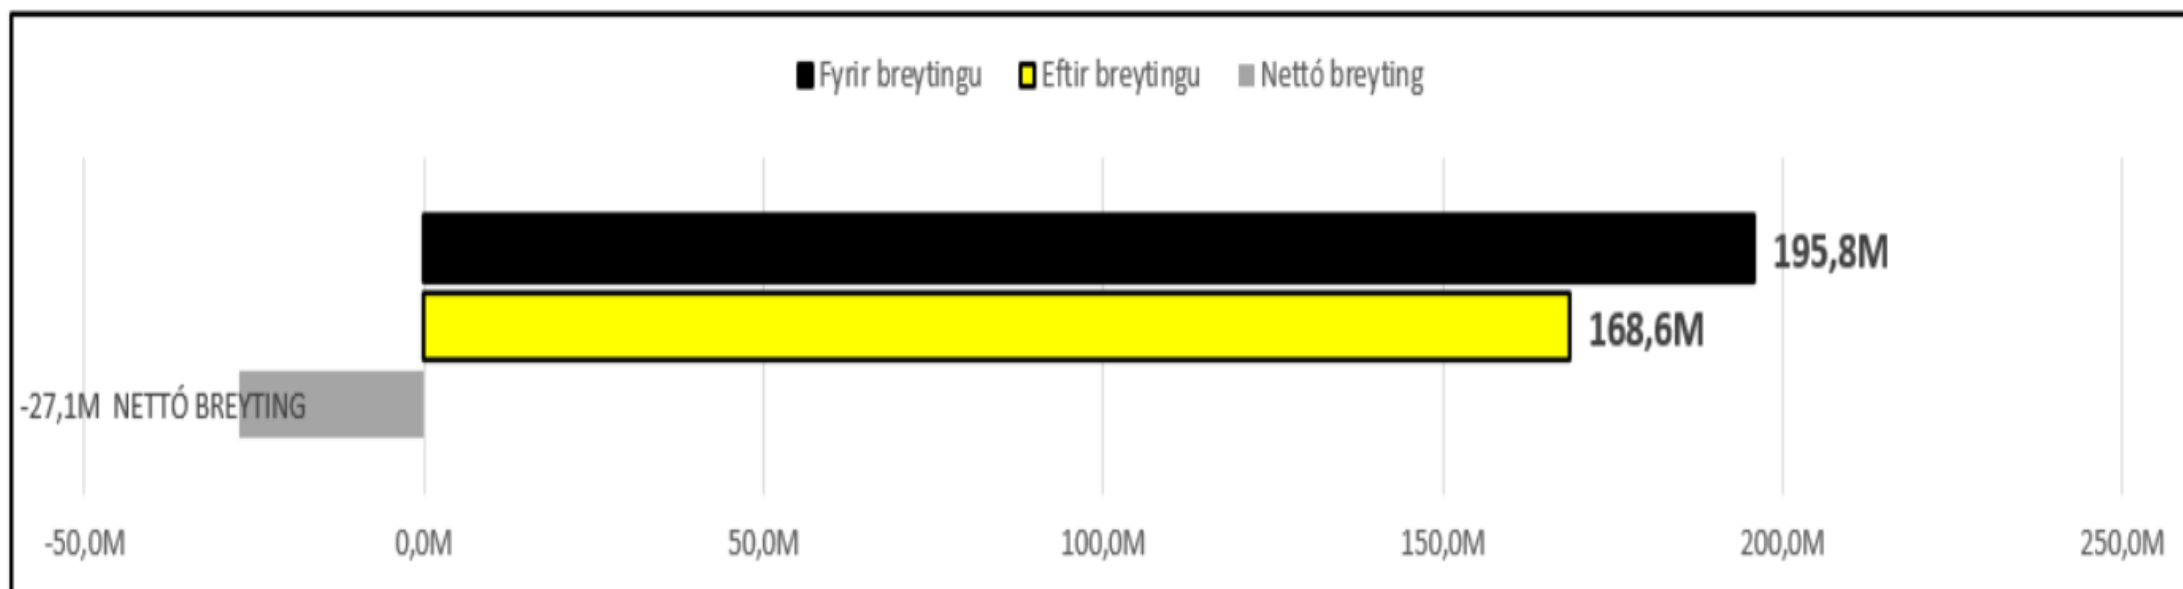 Fyrir breytingu Eftir breytingu Nettó breyting
195,8M
168,6M
-27,1M NETTÓ BREYTING
-50,0M 0,0M 50,0M 100,0M 150,0M 200,0M 250,0M